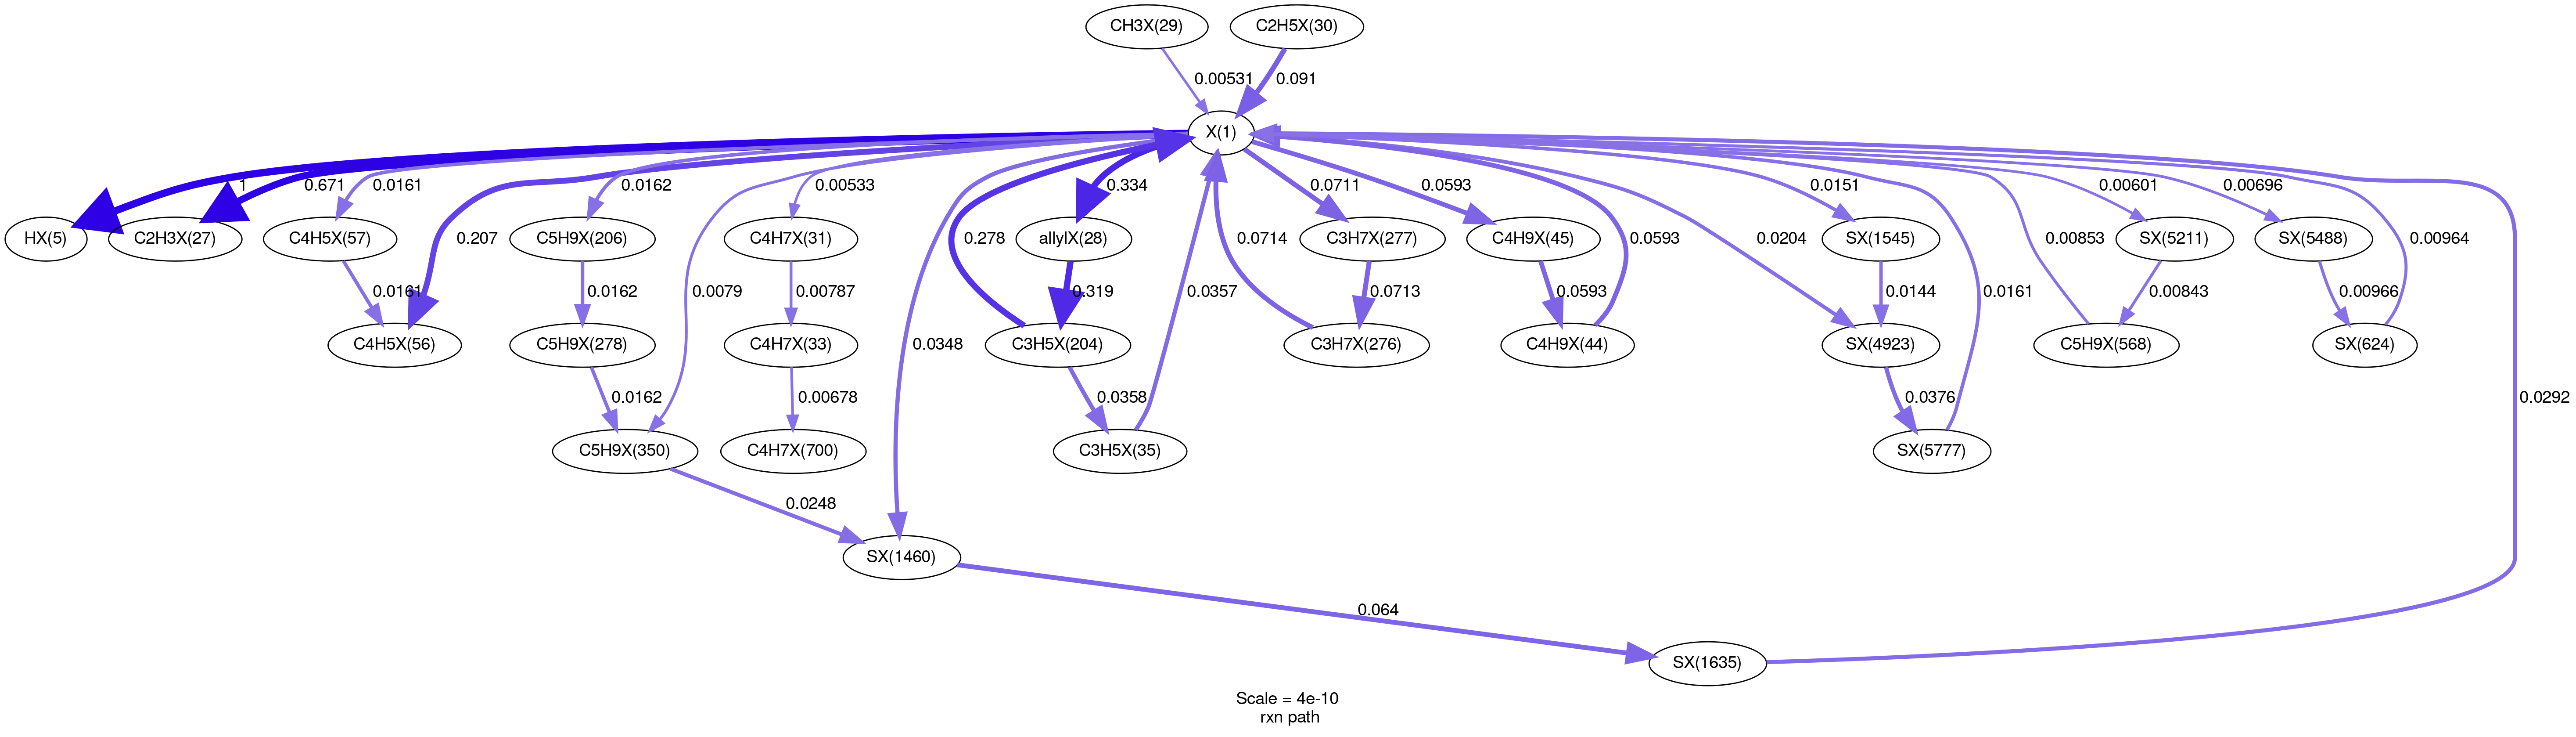 CH3X(29)
C2H5X(30)
0.00531
0.091
X(1)
1
0.671
0.0161
0.207
0.0162
0.0079
0.00533
0.0348
0.278
0.334
0.0357
0.0714
0.0711
0.0593
0.0593
0.0204
0.0151
0.0161
0.00853
0.00601
0.00696
0.00964
0.0292
HX(5)
C2H3X(27)
C4H5X(57)
C5H9X(206)
C4H7X(31)
allylX(28)
C3H7X(277)
C4H9X(45)
SX(1545)
SX(5211)
SX(5488)
0.0161
0.0162
0.00787
0.319
0.0713
0.0593
0.0144
0.00843
0.00966
C4H5X(56)
C5H9X(278)
C4H7X(33)
C3H5X(204)
C3H7X(276)
C4H9X(44)
SX(4923)
C5H9X(568)
SX(624)
0.0162
0.00678
0.0358
0.0376
C5H9X(350)
C4H7X(700)
C3H5X(35)
SX(5777)
0.0248
SX(1460)
0.064
SX(1635)
Scale = 4e-10
rxn path